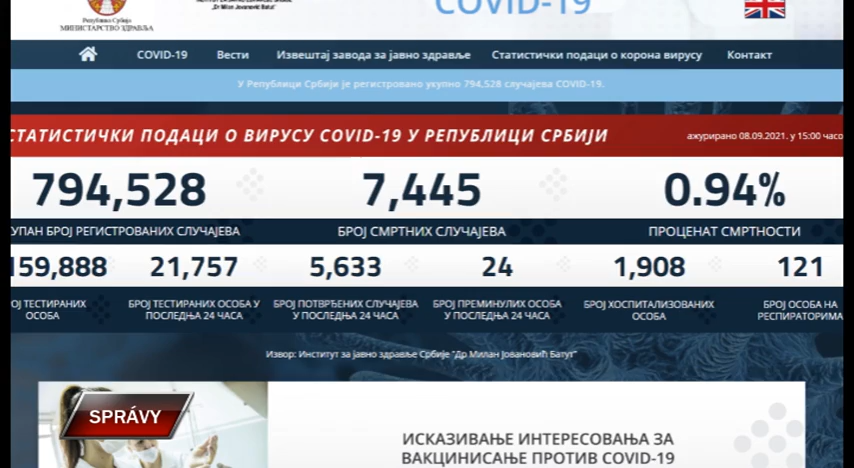 COVID-19
Република Србија
МИНИСТАРСТВО ЗДРАВЉА
„Др Милан Јовановић Батут“
COVID-19 Вести Извештај завода за јавно здравље Статистички подаци о корона вирусу Контакт
У Републици Србији је регистровано укупно 794,528 случајева COVID-19.
СТАТИСТИЧКИ ПОДАЦИ О ВИРУСУ COVID-19 У РЕПУБЛИЦИ СРБИЈИ
ажурирано 08.09.2021. у 15:00 часо
794,528 7,445 0.94%
УПАН БРОЈ РЕГИСТРОВАНИХ СЛУЧАЈЕВА БРОЈ СМРТНИХ СЛУЧАЈЕВА ПРОЦЕНАТ СМРТНОСТИ
159,888 21,757 5,633 24 1,908 121
ОЈ ТЕСТИРАНИХ БРОЈ ТЕСТИРАНИХ ОСОБА У БРОЈ ПОТВРЂЕНИХ СЛУЧАЈЕВА БРОЈ ПРЕМИНУЛИХ ОСОБА БРОЈ ХОСПИТАЛИЗОВАНИХ БРОЈ ОСОБА НА
ОСОБА ПОСЛЕДЊА 24 ЧАСА У ПОСЛЕДЊА 24 ЧАСА У ПОСЛЕДЊА 24 ЧАСА ОСОБА РЕСПИРАТОРИМА
Извор: Институт за јавно здравље Србије "Др Милан Јовановић Батут"
SPRÁVY
ИСКАЗИВАЊЕ ИНТЕРЕСОВАЊА ЗА
ВАКЦИНИСАЊЕ ПРОТИВ COVID-19